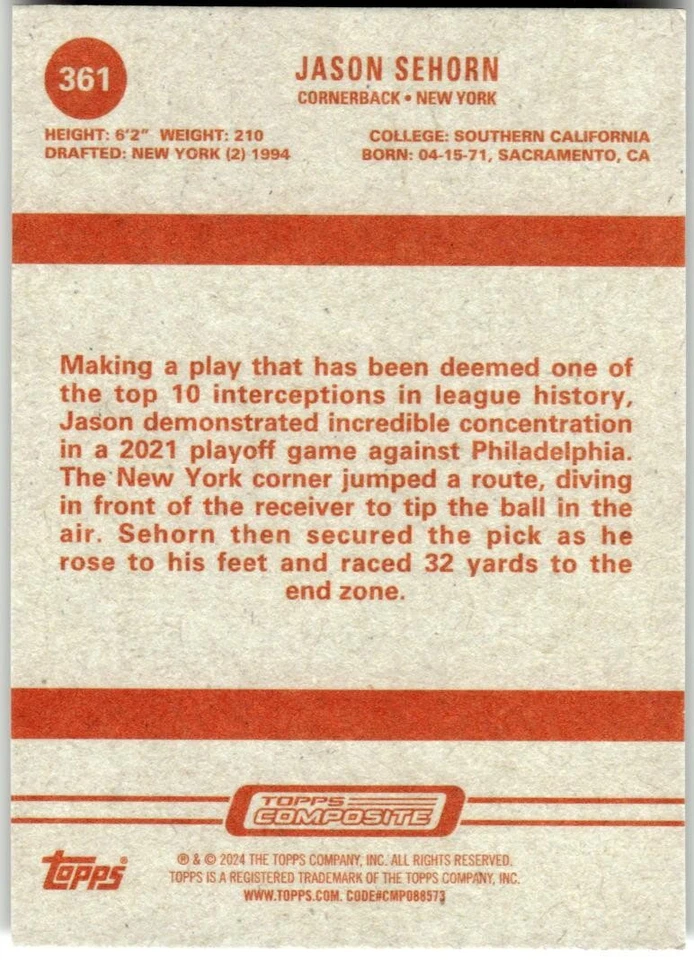 361
JASON SEHORN
CORNERBACK • NEW YORK
HEIGHT: 6'2" WEIGHT: 210
DRAFTED: NEW YORK (2) 1994
COLLEGE: SOUTHERN CALIFORNIA
BORN: 04-15-71, SACRAMENTO, CA
Making a play that has been deemed one of
the top 10 interceptions in league history,
Jason demonstrated incredible concentration
in a 2021 playoff game against Philadelphia.
The New York corner jumped a route, diving
in front of the receiver to tip the ball in the
air. Sehorn then secured the pick as he
rose to his feet and raced 32 yards to the
end zone.
TOPPS
COMPOSITE
topps®
® & © 2024 THE TOPPS COMPANY, INC. ALL RIGHTS RESERVED.
TOPPS IS A REGISTERED TRADEMARK OF THE TOPPS COMPANY, INC.
WWW.TOPPS.COM. CODE#CMP088573